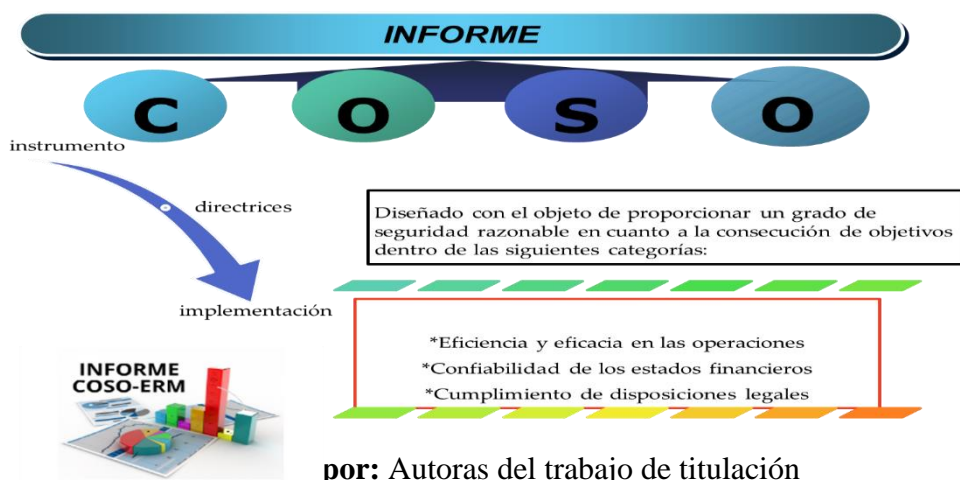 INFORME
C O S O
instrumento
directrices
implementación
Diseñado con el objeto de proporcionar un grado de
seguridad razonable en cuanto a la consecución de objetivos
dentro de las siguientes categorías:
*Eficiencia y eficacia en las operaciones
*Confiabilidad de los estados financieros
*Cumplimiento de disposiciones legales
INFORME
COSO-ERM
por: Autoras del trabajo de titulación